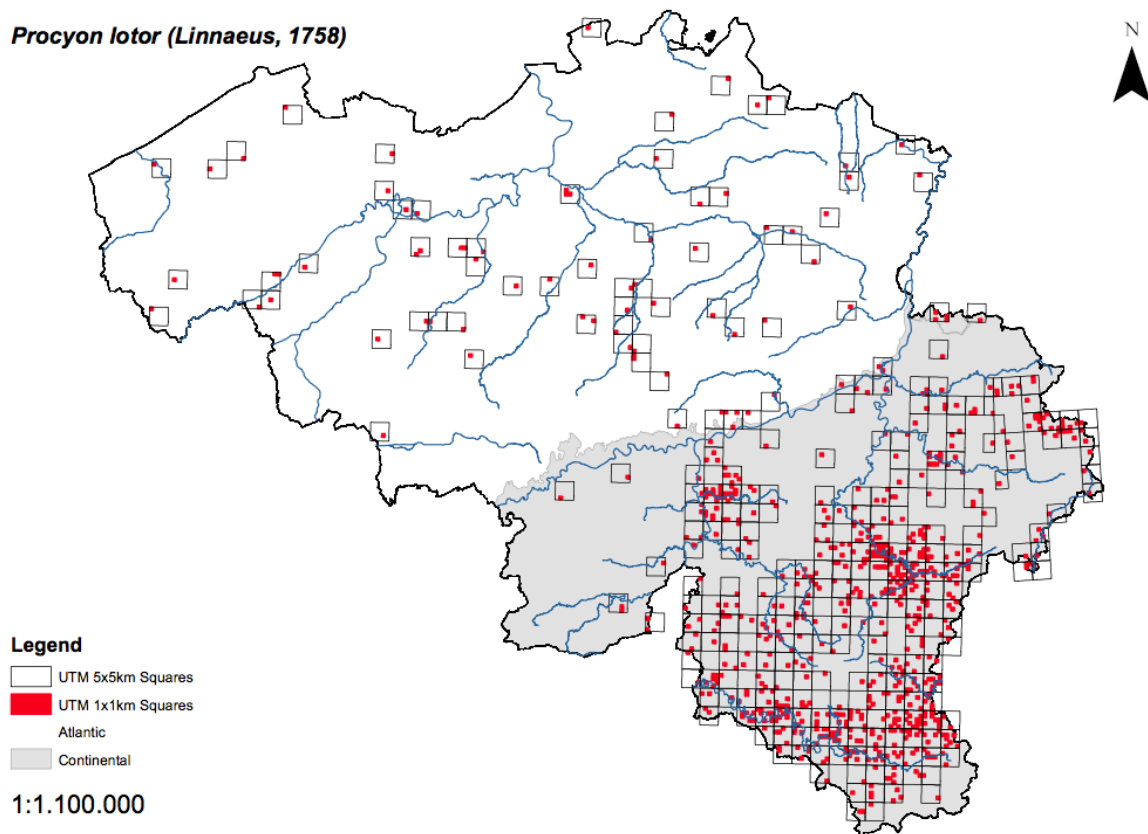 Procyon lotor (Linnaeus, 1758)
N
Legend
UTM 5x5km Squares
UTM 1x1km Squares
Atlantic
Continental
1:1.100.000